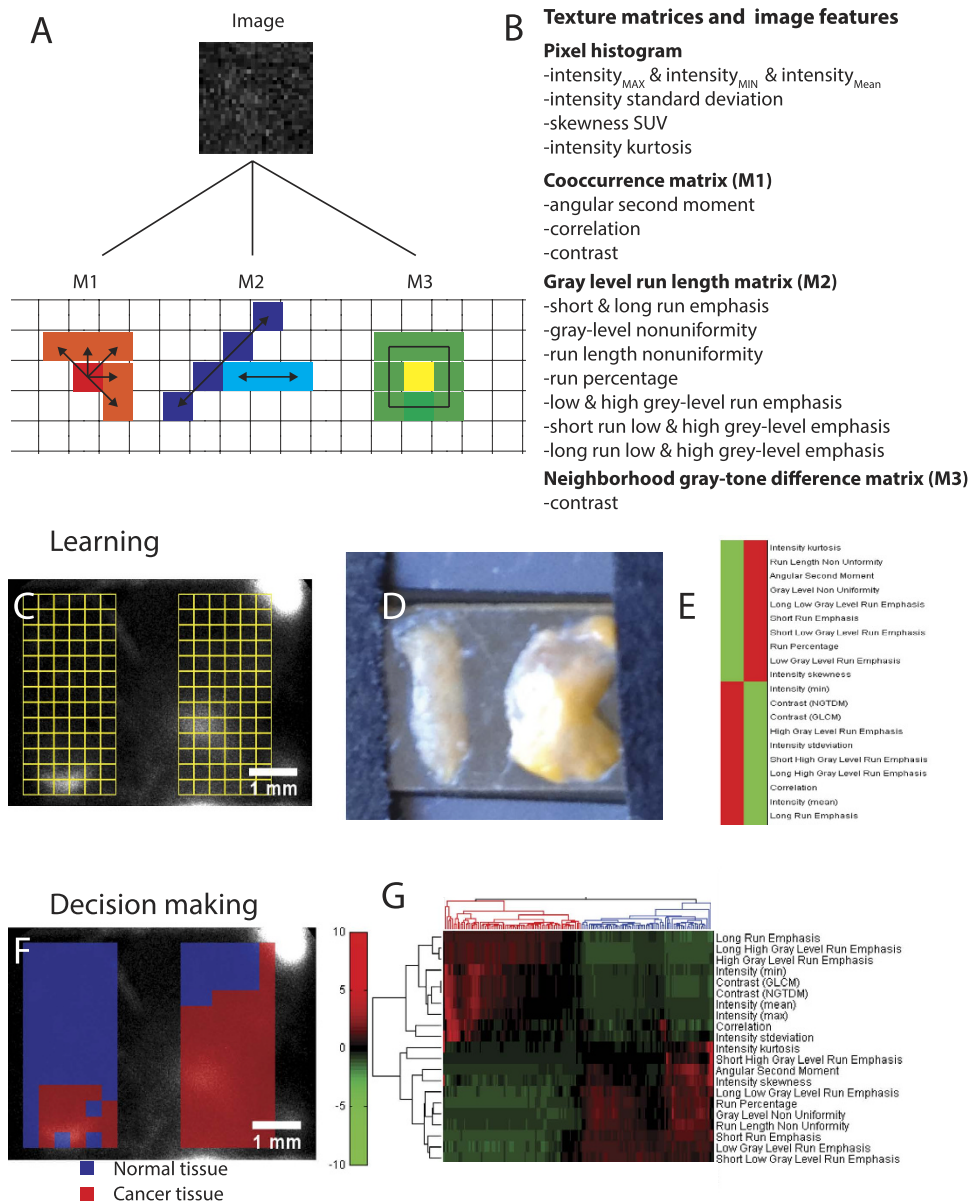 A
Image
M1
M2
M3
B
Texture matrices and image features
Pixel histogram
-intensityMAX & intensityMIN & intensityMean
-intensity standard deviation
-skewness SUV
-intensity kurtosis
Cooccurrence matrix (M1)
-angular second moment
-correlation
-contrast
Gray level run length matrix (M2)
-short & long run emphasis
-gray-level nonuniformity
-run length nonuniformity
-run percentage
-low & high grey-level run emphasis
-short run low & high grey-level emphasis
-long run low & high grey-level emphasis
Neighborhood gray-tone difference matrix (M3)
-contrast
Learning
C
1 mm
D
E
Intensity kurtosis
Run Length Non Uniformity
Angular Second Moment
Gray Level Non Uniformity
Long Low Gray Level Run Emphasis
Short Run Emphasis
Short Low Gray Level Run Emphasis
Run Percentage
Low Gray Level Run Emphasis
Intensity skewness
Intensity (min)
Contrast (NGTDM)
Contrast (GLCM)
High Gray Level Run Emphasis
Intensity stdeviation
Short High Gray Level Run Emphasis
Long High Gray Level Run Emphasis
Correlation
Intensity (mean)
Long Run Emphasis
Decision making
F
1 mm
Normal tissue
Cancer tissue
G
10
5
0
-5
-10
Long Run Emphasis
Long High Gray Level Run Emphasis
High Gray Level Run Emphasis
Intensity (min)
Contrast (GLCM)
Contrast (NGTDM)
Intensity (mean)
Intensity (max)
Correlation
Intensity stdeviation
Intensity kurtosis
Short High Gray Level Run Emphasis
Angular Second Moment
Intensity skewness
Long Low Gray Level Run Emphasis
Run Percentage
Gray Level Non Uniformity
Run Length Non Uniformity
Short Run Emphasis
Low Gray Level Run Emphasis
Short Low Gray Level Run Emphasis